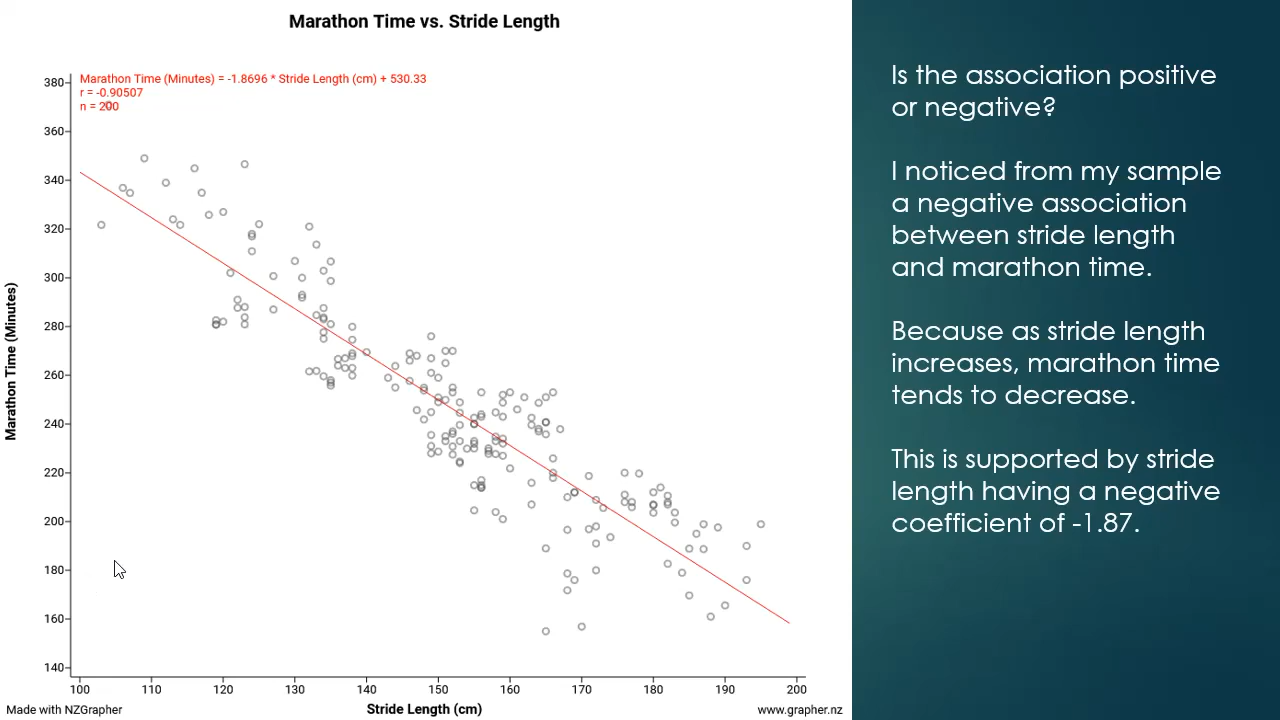 Marathon Time vs. Stride Length
Marathon Time (Minutes) = -1.8696 * Stride Length (cm) + 530.33
r = -0.90507
n = 200
380
360
340
320
300
280
260
240
220
200
180
160
140
Marathon Time (Minutes)
100 110 120 130 140 150 160 170 180 190 200
Made with NZGrapher
Stride Length (cm)
www.grapher.nz
Is the association positive
or negative?
I noticed from my sample
a negative association
between stride length
and marathon time.
Because as stride length
increases, marathon time
tends to decrease.
This is supported by stride
length having a negative
coefficient of -1.87.